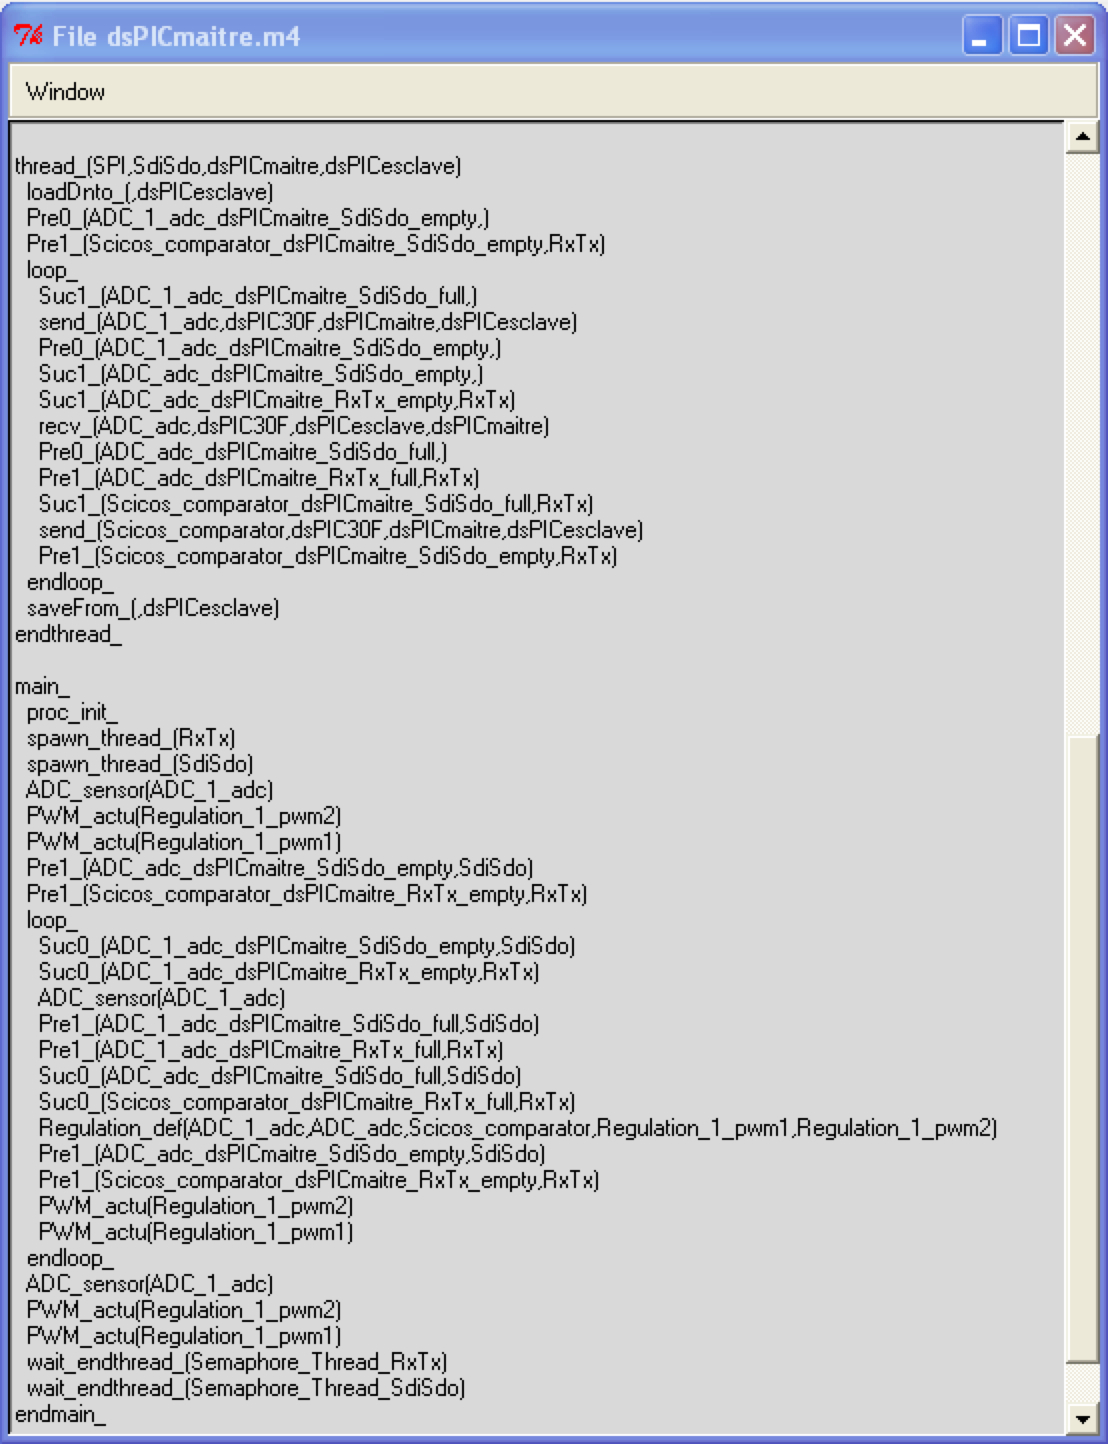 File dsPICmaitre.m4
Window
thread_(SPI,SdiSdo,dsPICmaitre,dsPICesclave)
loadDnto_(,dsPICesclave)
Pre0_(ADC_1_adc_dsPICmaitre_SdiSdo_empty,)
Pre1_(Scicos_comparator_dsPICmaitre_SdiSdo_empty,RxTx)
loop_
Suc1_(ADC_1_adc_dsPICmaitre_SdiSdo_full,)
send_(ADC_1_adc,dsPIC30F,dsPICmaitre,dsPICesclave)
Pre0_(ADC_1_adc_dsPICmaitre_SdiSdo_empty,)
Suc1_(ADC_adc_dsPICmaitre_SdiSdo_empty,)
Suc1_(ADC_adc_dsPICmaitre_RxTx_empty,RxTx)
recv_(ADC_adc,dsPIC30F,dsPICesclave,dsPICmaitre)
Pre0_(ADC_adc_dsPICmaitre_SdiSdo_full,)
Pre1_(ADC_adc_dsPICmaitre_RxTx_full,RxTx)
Suc1_(Scicos_comparator_dsPICmaitre_SdiSdo_full,RxTx)
send_(Scicos_comparator,dsPIC30F,dsPICmaitre,dsPICesclave)
Pre1_(Scicos_comparator_dsPICmaitre_SdiSdo_empty,RxTx)
endloop_
saveFrom_(,dsPICesclave)
endthread_
main_
proc_init_
spawn_thread_(RxTx)
spawn_thread_(SdiSdo)
ADC_sensor(ADC_1_adc)
PWM_actu(Regulation_1_pwm2)
PWM_actu(Regulation_1_pwm1)
Pre1_(ADC_adc_dsPICmaitre_SdiSdo_empty,SdiSdo)
Pre1_(Scicos_comparator_dsPICmaitre_RxTx_empty,RxTx)
loop_
Suc0_(ADC_1_adc_dsPICmaitre_SdiSdo_empty,SdiSdo)
Suc0_(ADC_1_adc_dsPICmaitre_RxTx_empty,RxTx)
ADC_sensor(ADC_1_adc)
Pre1_(ADC_1_adc_dsPICmaitre_SdiSdo_full,SdiSdo)
Pre1_(ADC_1_adc_dsPICmaitre_RxTx_full,RxTx)
Suc0_(ADC_adc_dsPICmaitre_SdiSdo_full,SdiSdo)
Suc0_(Scicos_comparator_dsPICmaitre_RxTx_full,RxTx)
Regulation_def(ADC_1_adc,ADC_adc,Scicos_comparator,Regulation_1_pwm1,Regulation_1_pwm2)
Pre1_(ADC_adc_dsPICmaitre_SdiSdo_empty,SdiSdo)
Pre1_(Scicos_comparator_dsPICmaitre_RxTx_empty,RxTx)
PWM_actu(Regulation_1_pwm2)
PWM_actu(Regulation_1_pwm1)
endloop_
ADC_sensor(ADC_1_adc)
PWM_actu(Regulation_1_pwm2)
PWM_actu(Regulation_1_pwm1)
wait_endthread_(Semaphore_Thread_RxTx)
wait_endthread_(Semaphore_Thread_SdiSdo)
endmain_